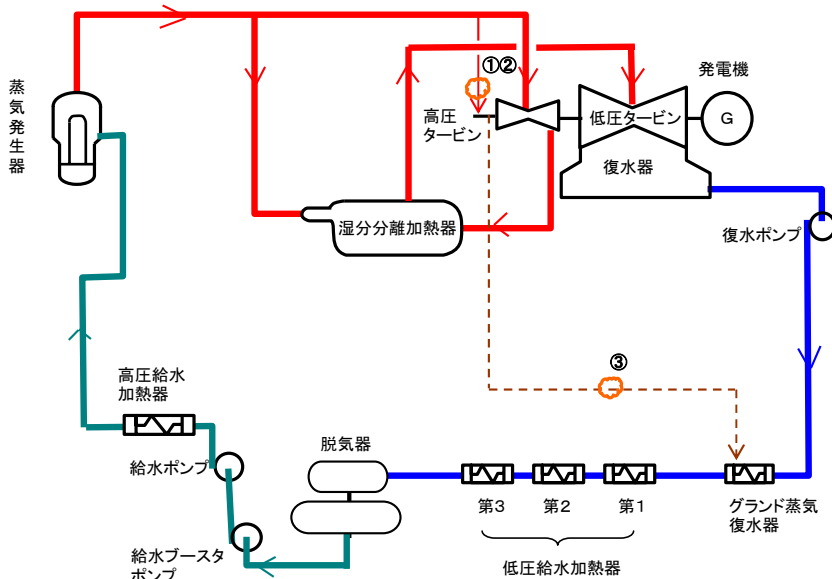 蒸気発生器
①②
発電機
高圧
タービン
低圧タービン
G
復水器
湿分分離加熱器
復水ポンプ
③
高圧給水
加熱器
脱気器
給水ポンプ
第3
第2
第1
グランド蒸気
復水器
給水ブースタ
ポンプ
低圧給水加熱器